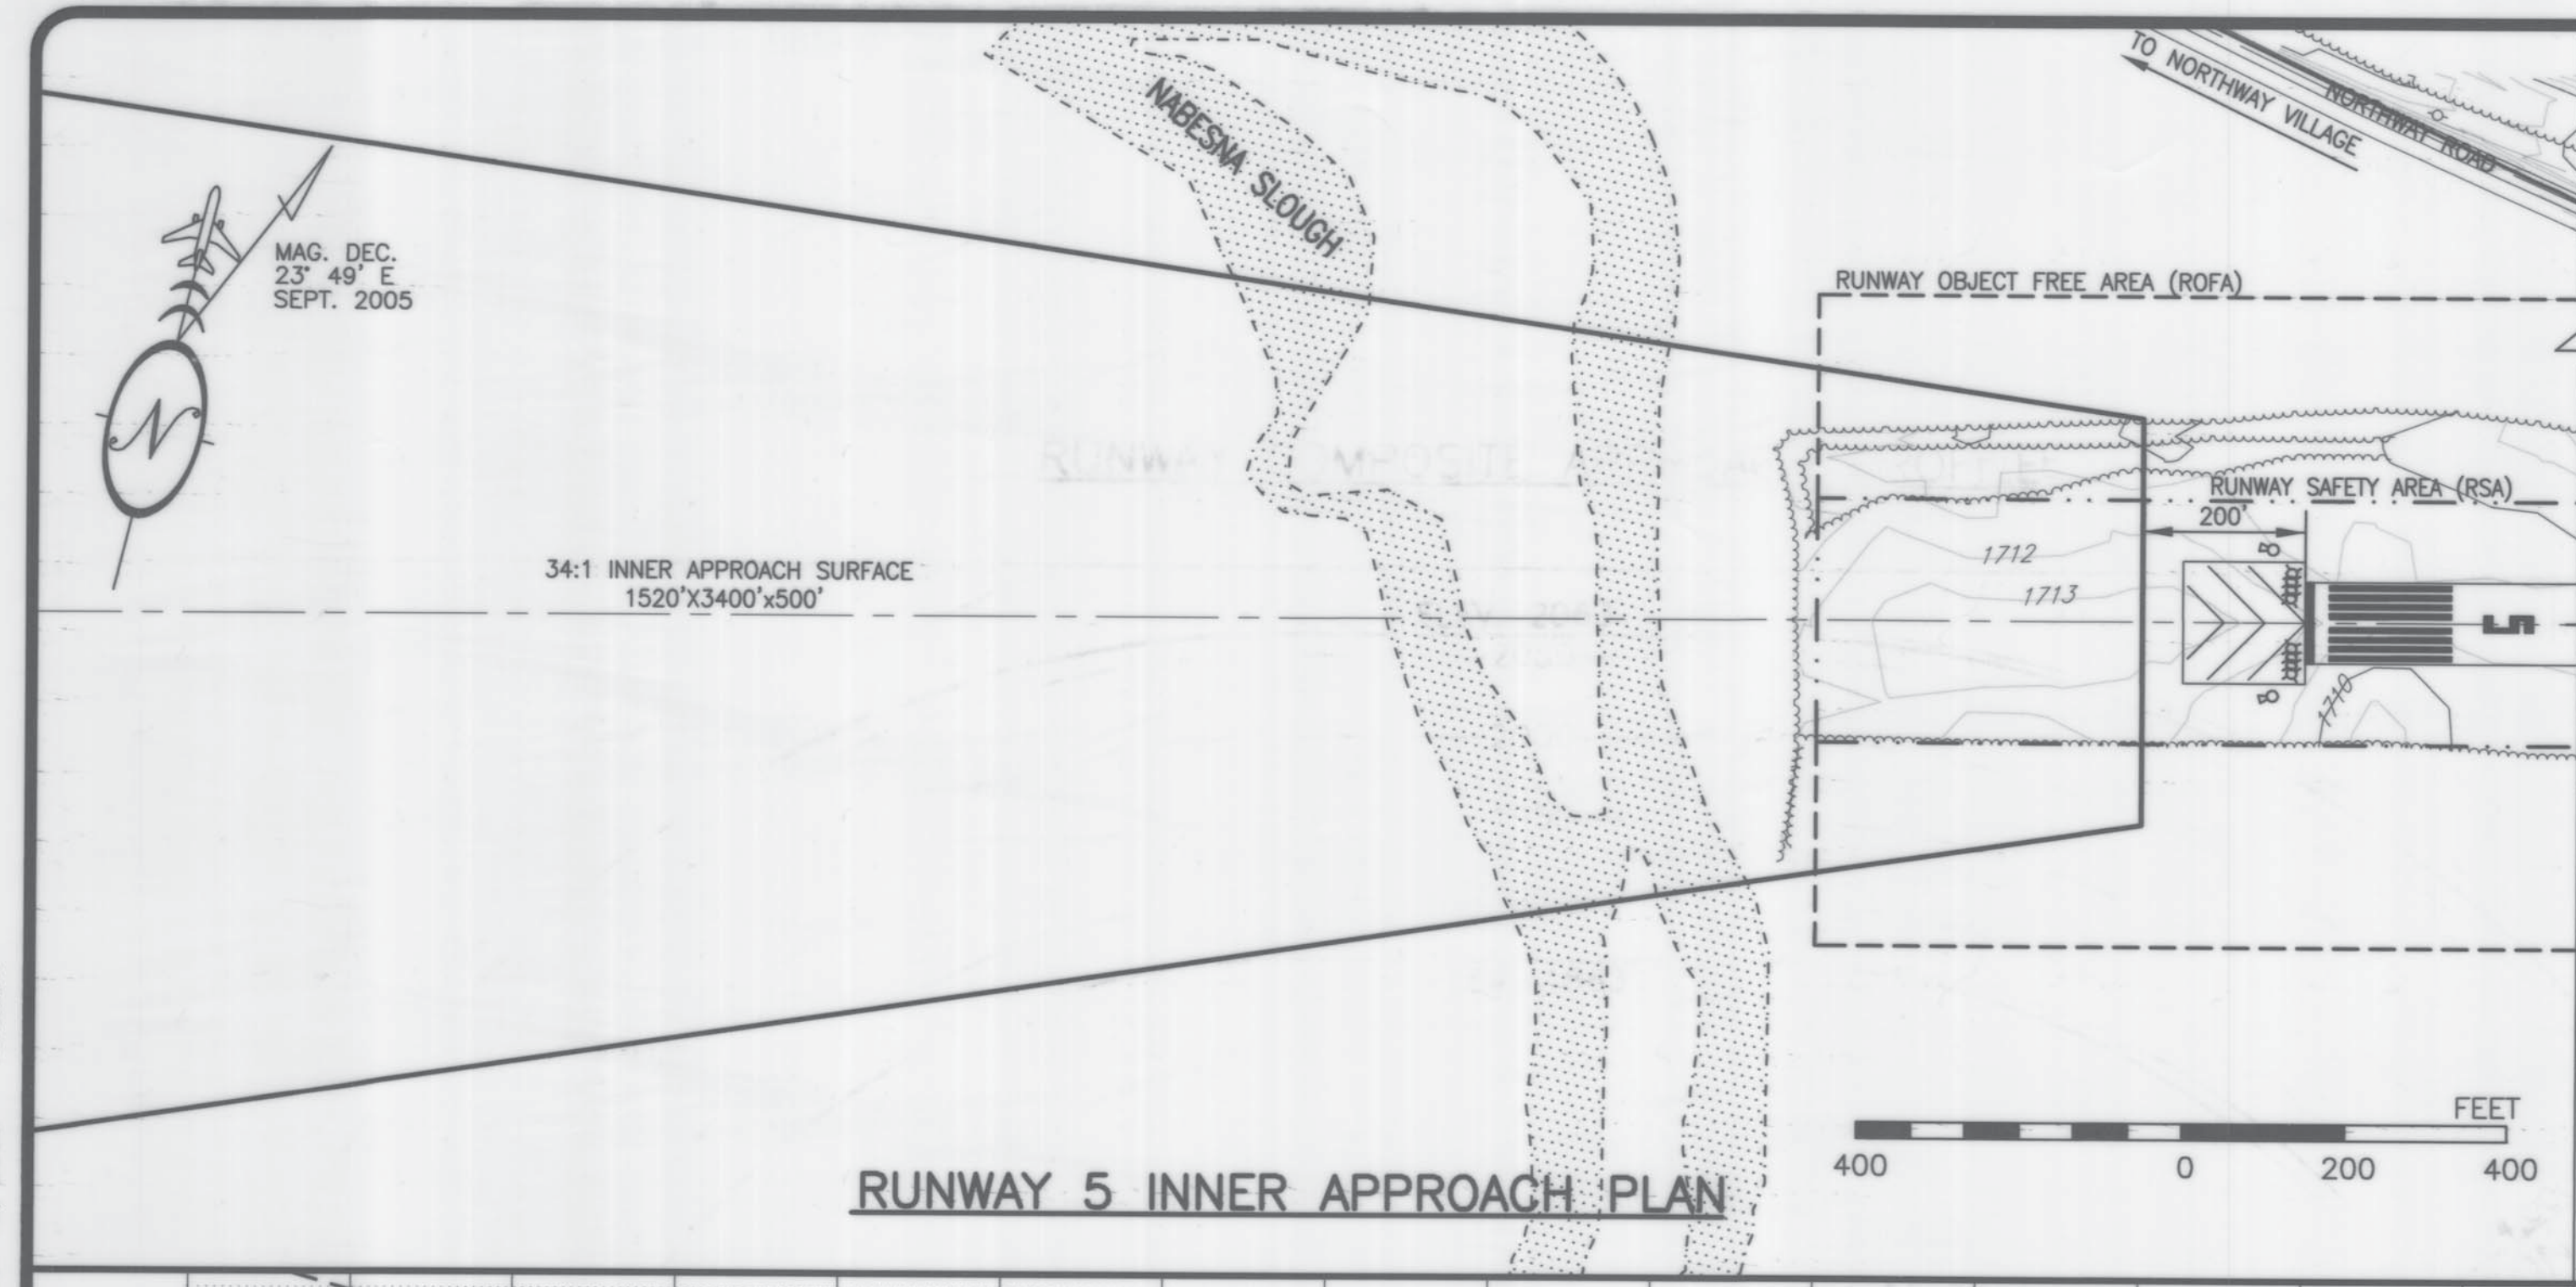 TO NORTHWAY VILLAGE
NORTHWAY ROAD
NABESNA SLOUGH
MAG. DEC.
23° 49' E
SEPT. 2005
N
RUNWAY OBJECT FREE AREA (ROFA)
RUNWAY SAFETY AREA (RSA)
200'
1712
1713
5
1710
34:1 INNER APPROACH SURFACE
1520'X3400'x500'
FEET
400 0 200 400
RUNWAY 5 INNER APPROACH PLAN